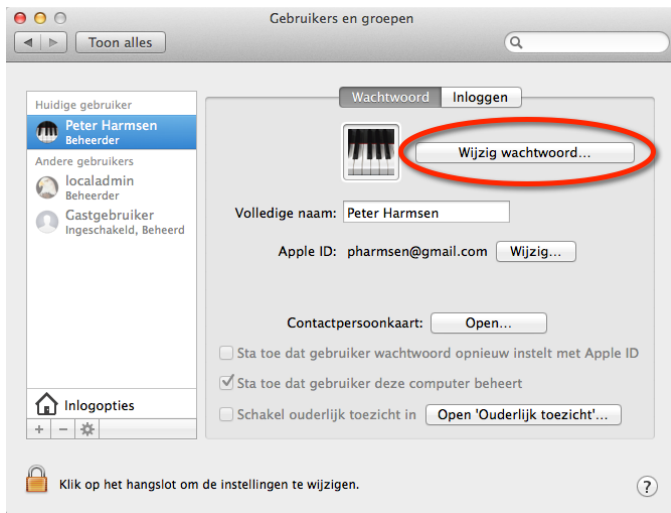 Gebruikers en groepen
Toon alles
Huidige gebruiker
Peter Harmsen
Beheerder
Andere gebruikers
localadmin
Beheerder
Gastgebruiker
Ingeschakeld, Beheerd
Inlogopties
+ −
Wachtwoord Inloggen
Wijzig wachtwoord...
Volledige naam: Peter Harmsen
Apple ID: pharmsen@gmail.com Wijzig...
Contactpersoonkaart: Open...
Sta toe dat gebruiker wachtwoord opnieuw instelt met Apple ID
Sta toe dat gebruiker deze computer beheert
Schakel ouderlijk toezicht in Open 'Ouderlijk toezicht'...
Klik op het hangslot om de instellingen te wijzigen.
?